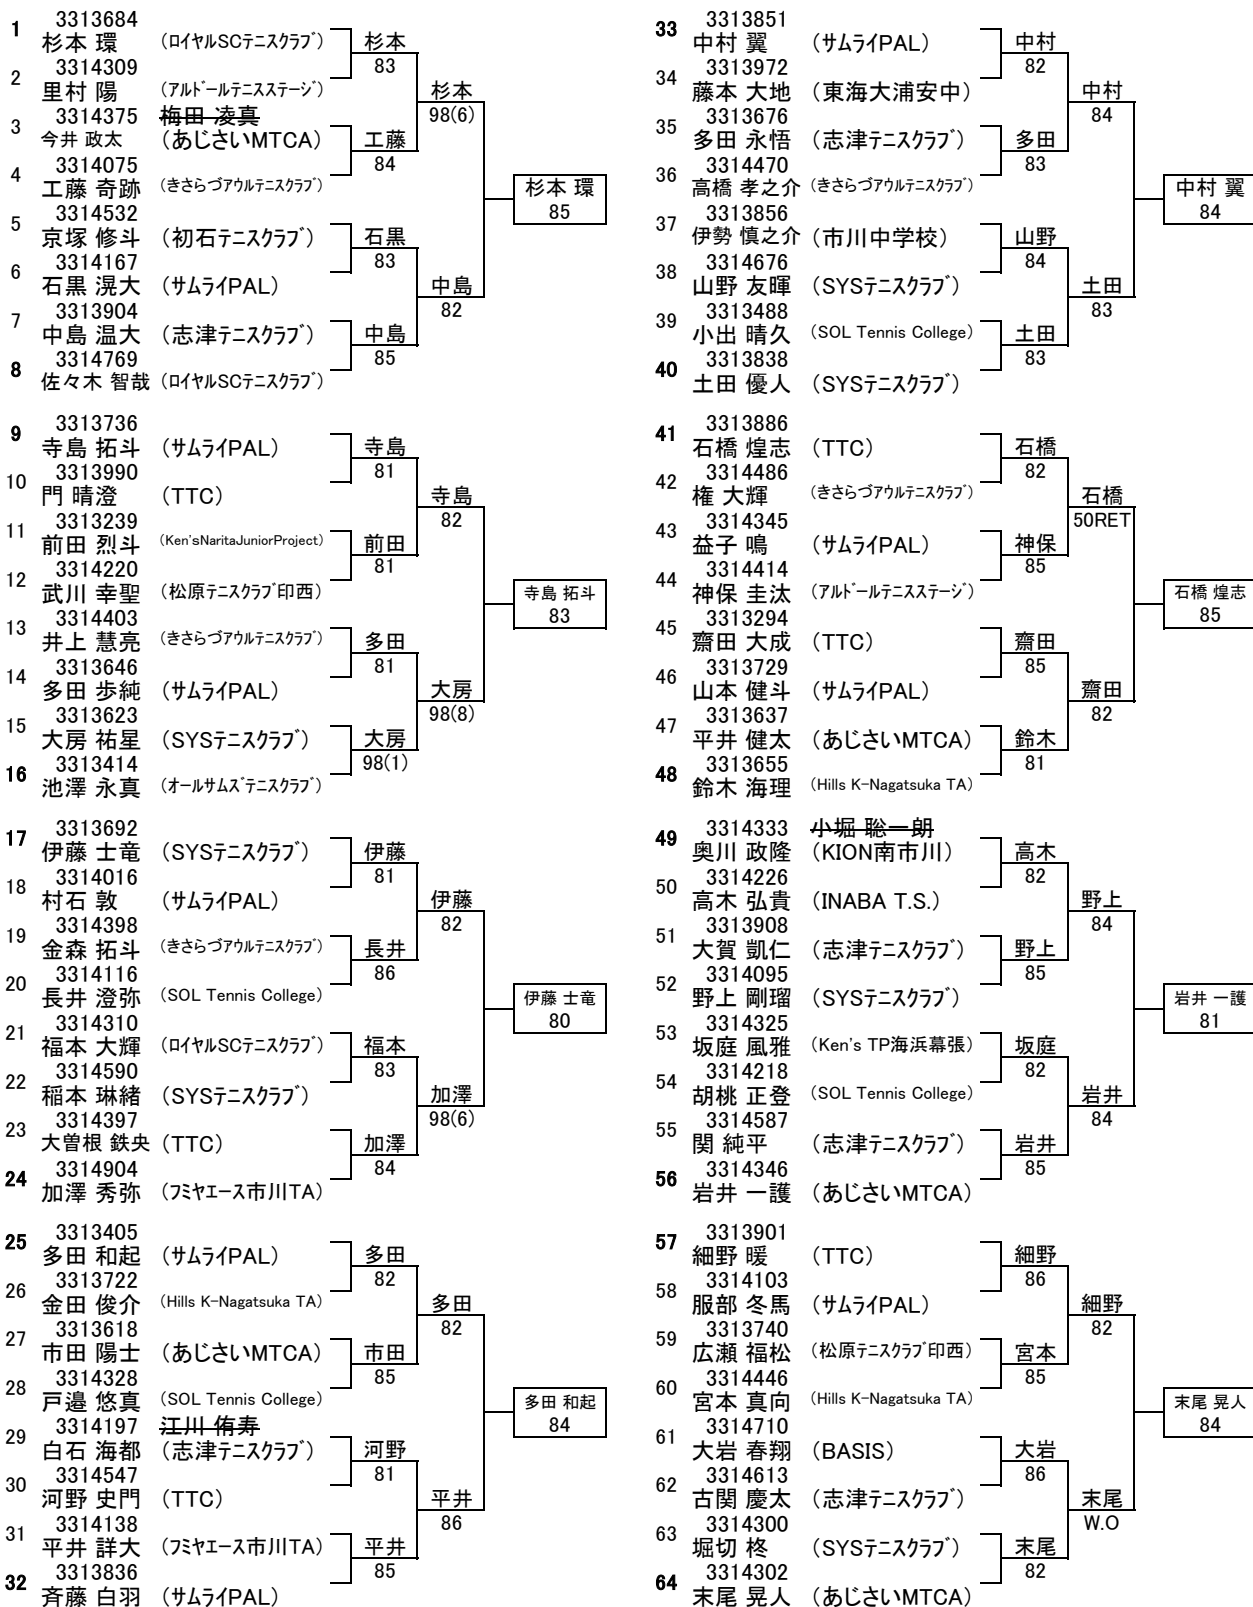 3313684
1 杉本 環 (ロイヤルSCテニスクラブ) 杉本
83
3314309
2 里村 陽 (アルドールテニスステージ) 杉本
98(6)
3314375 梅田 凌真
3 今井 政太 (あじさいMTCA) 工藤
84
3314075
4 工藤 奇跡 (きさらづアウルテニスクラブ) 杉本 環
85
3314532
5 京塚 修斗 (初石テニスクラブ) 石黒
83
3314167
6 石黒 滉大 (サムライPAL) 中島
82
3313904
7 中島 温大 (志津テニスクラブ) 中島
85
3314769
8 佐々木 智哉 (ロイヤルSCテニスクラブ)
3313736
9 寺島 拓斗 (サムライPAL) 寺島
81
3313990
10 門 晴澄 (TTC) 寺島
82
3313239
11 前田 烈斗 (Ken'sNaritaJuniorProject) 前田
81
3314220
12 武川 幸聖 (松原テニスクラブ印西) 寺島 拓斗
83
3314403
13 井上 慧亮 (きさらづアウルテニスクラブ) 多田
81
3313646
14 多田 歩純 (サムライPAL) 大房
98(8)
3313623
15 大房 祐星 (SYSテニスクラブ) 大房
98(1)
3313414
16 池澤 永真 (オールサムズテニスクラブ)
3313692
17 伊藤 士竜 (SYSテニスクラブ) 伊藤
81
3314016
18 村石 敦 (サムライPAL) 伊藤
82
3314398
19 金森 拓斗 (きさらづアウルテニスクラブ) 長井
86
3314116
20 長井 澄弥 (SOL Tennis College) 伊藤 士竜
80
3314310
21 福本 大輝 (ロイヤルSCテニスクラブ) 福本
83
3314590
22 稲本 琳緒 (SYSテニスクラブ) 加澤
98(6)
3314397
23 大曽根 鉄央 (TTC) 加澤
84
3314904
24 加澤 秀弥 (フミヤエース市川TA)
3313405
25 多田 和起 (サムライPAL) 多田
82
3313722
26 金田 俊介 (Hills K-Nagatsuka TA) 多田
82
3313618
27 市田 陽士 (あじさいMTCA) 市田
85
3314328
28 戸邉 悠真 (SOL Tennis College) 多田 和起
84
3314197 江川 侑寿
29 白石 海都 (志津テニスクラブ) 河野
81
3314547
30 河野 史門 (TTC) 平井
86
3314138
31 平井 詳大 (フミヤエース市川TA) 平井
85
3313836
32 斉藤 白羽 (サムライPAL)
3313851
33 中村 翼 (サムライPAL) 中村
82
3313972
34 藤本 大地 (東海大浦安中) 中村
84
3313676
35 多田 永悟 (志津テニスクラブ) 多田
83
3314470
36 高橋 孝之介 (きさらづアウルテニスクラブ) 中村 翼
84
3313856
37 伊勢 慎之介 (市川中学校) 山野
84
3314676
38 山野 友暉 (SYSテニスクラブ) 土田
83
3313488
39 小出 晴久 (SOL Tennis College) 土田
83
3313838
40 土田 優人 (SYSテニスクラブ)
3313886
41 石橋 煌志 (TTC) 石橋
82
3314486
42 権 大輝 (きさらづアウルテニスクラブ) 石橋
50RET
3314345
43 益子 鳴 (サムライPAL) 神保
85
3314414
44 神保 圭汰 (アルドールテニスステージ) 石橋 煌志
85
3313294
45 齋田 大成 (TTC) 齋田
85
3313729
46 山本 健斗 (サムライPAL) 齋田
82
3313637
47 平井 健太 (あじさいMTCA) 鈴木
81
3313655
48 鈴木 海理 (Hills K-Nagatsuka TA)
3314333 小堀 聡一朗
49 奥川 政隆 (KION南市川) 高木
82
3314226
50 高木 弘貴 (INABA T.S.) 野上
84
3313908
51 大賀 凱仁 (志津テニスクラブ) 野上
85
3314095
52 野上 剛瑠 (SYSテニスクラブ) 岩井 一護
81
3314325
53 坂庭 風雅 (Ken's TP海浜幕張) 坂庭
82
3314218
54 胡桃 正登 (SOL Tennis College) 岩井
84
3314587
55 関 純平 (志津テニスクラブ) 岩井
85
3314346
56 岩井 一護 (あじさいMTCA)
3313901
57 細野 暖 (TTC) 細野
86
3314103
58 服部 冬馬 (サムライPAL) 細野
82
3313740
59 広瀬 福松 (松原テニスクラブ印西) 宮本
85
3314446
60 宮本 真向 (Hills K-Nagatsuka TA) 末尾 晃人
84
3314710
61 大岩 春翔 (BASIS) 大岩
86
3314613
62 古関 慶太 (志津テニスクラブ) 末尾
W.O
3314300
63 堀切 柊 (SYSテニスクラブ) 末尾
82
3314302
64 末尾 晃人 (あじさいMTCA)